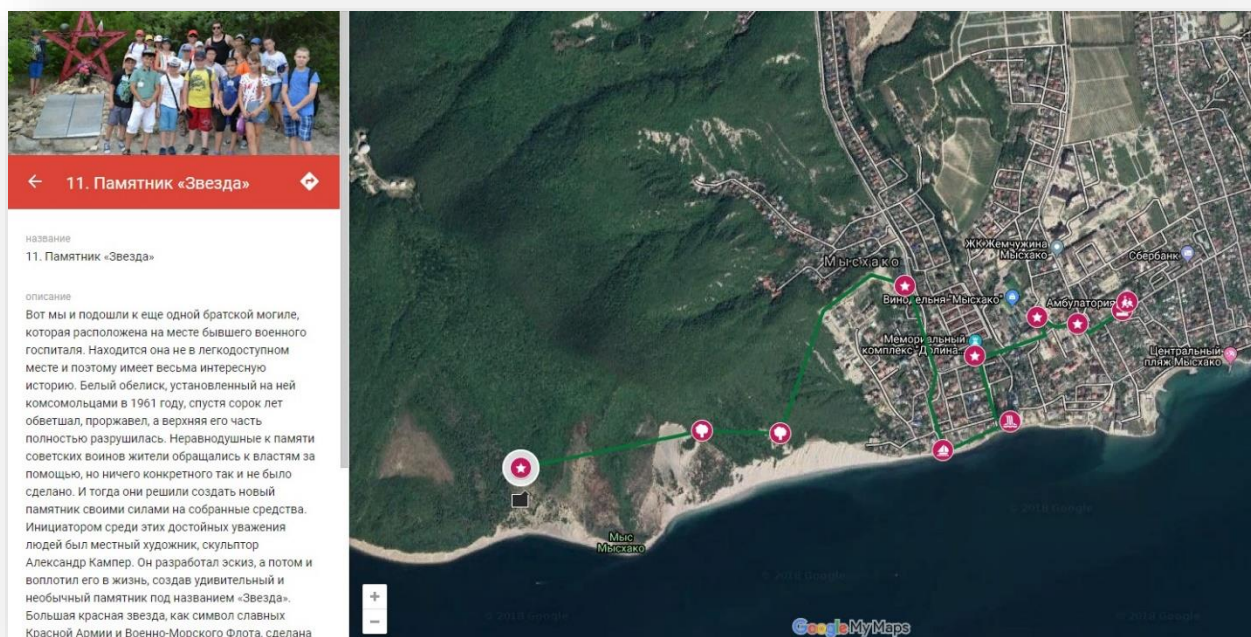 11. Памятник «Звезда»
название
11. Памятник «Звезда»
описание
Вот мы и подошли к еще одной братской могиле,
которая расположена на месте бывшего военного
госпиталя. Находится она не в легкодоступном
месте и поэтому имеет весьма интересную
историю. Белый обелиск, установленный на ней
комсомольцами в 1961 году, спустя сорок лет
обветшал, проржавел, а верхняя его часть
полностью разрушилась. Неравнодушные к памяти
советских воинов жители обращались к властям за
помощью, но ничего конкретного так и не было
сделано. И тогда они решили создать новый
памятник своими силами на собранные средства.
Инициатором среди этих достойных уважения
людей был местный художник, скульптор
Александр Кампер. Он разработал эскиз, а потом и
воплотил его в жизнь, создав удивительный и
необычный памятник под названием «Звезда».
Большая красная звезда, как символ славных
Красной Армии и Военно-Морского Флота, сделана
ЖК Жемчужина
Мысхако
Сбербанк
Мысхако
Винодельня "Мысхако"
Амбулатория
Мемориальный
комплекс "Долина...
Центральный
пляж Мысхако
Мыс
Мысхако
© 2018 Google
© 2018 Google
© 2018 Google
© 2018 Google
+
−
Google My Maps